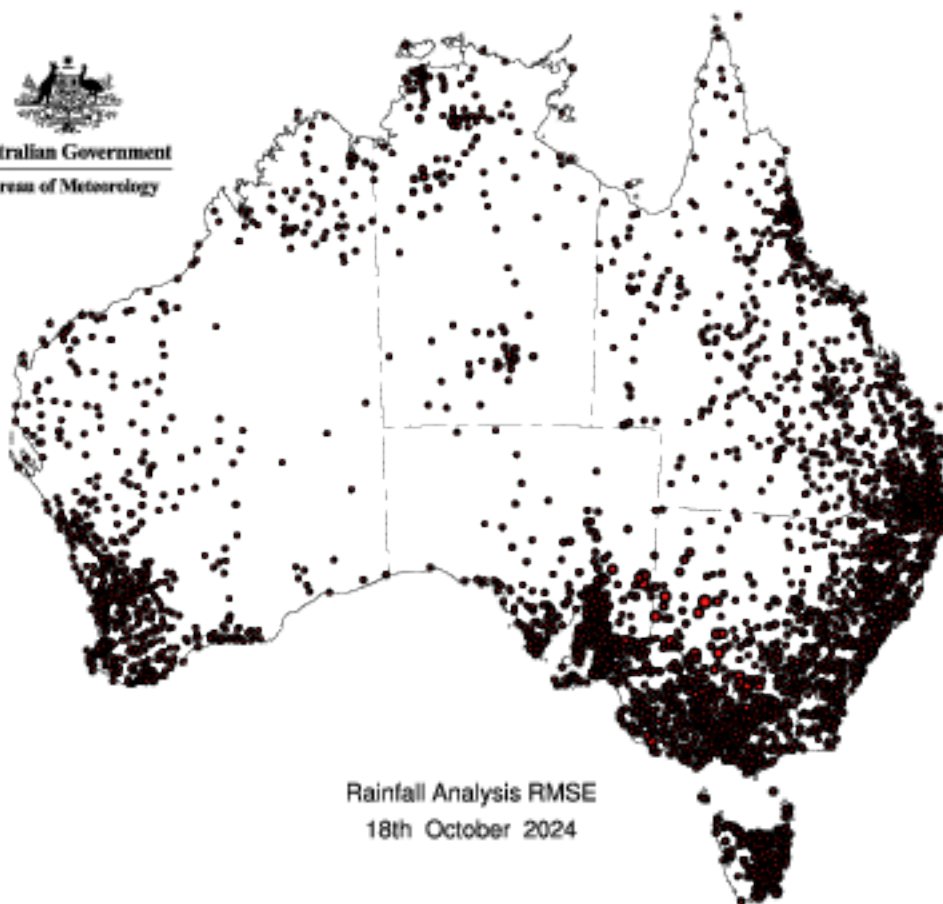 tralian Government
reau of Meteorology
Rainfall Analysis RMSE
18th October 2024